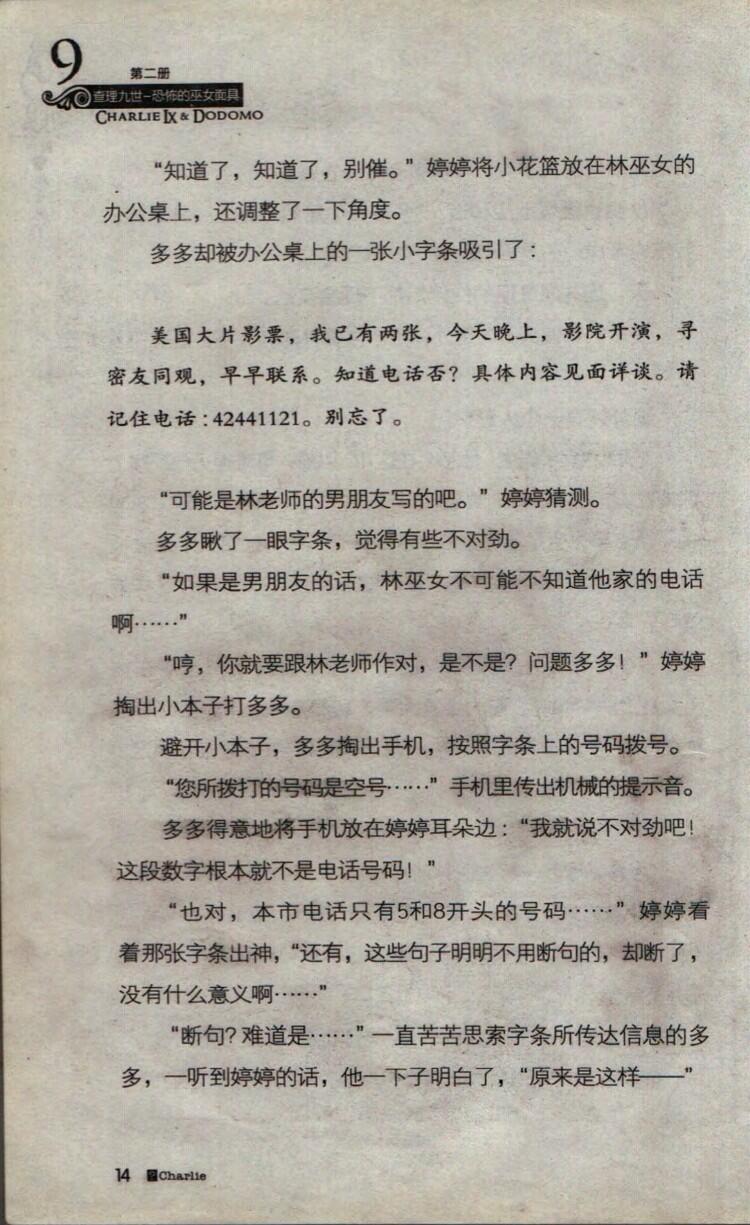 9
第二册
查理九世-恐怖的巫女面具
CHARLIE IX & DODOMO
“知道了，知道了，别催。”婷婷将小花篮放在林巫女的
办公桌上，还调整了一下角度。
多多却被办公桌上的一张小字条吸引了：
美国大片影票，我已有两张，今天晚上，影院开演，寻
密友同观，早早联系。知道电话否？具体内容见面详谈。请
记住电话：42441121。别忘了。
“可能是林老师的男朋友写的吧。”婷婷猜测。
多多瞅了一眼字条，觉得有些不对劲。
“如果是男朋友的话，林巫女不可能不知道他家的电话
啊……”
“哼，你就要跟林老师作对，是不是？问题多多！”婷婷
掏出小本子打多多。
避开小本子，多多掏出手机，按照字条上的号码拨号。
“您所拨打的号码是空号……”手机里传出机械的提示音。
多多得意地将手机放在婷婷耳朵边：“我就说不对劲吧！
这段数字根本就不是电话号码！”
“也对，本市电话只有5和8开头的号码……”婷婷看
着那张字条出神，“还有，这些句子明明不用断句的，却断了，
没有什么意义啊……”
“断句？难道是……”一直苦苦思索字条所传达信息的多
多，一听到婷婷的话，他一下子明白了，“原来是这样——”
14 Charlie